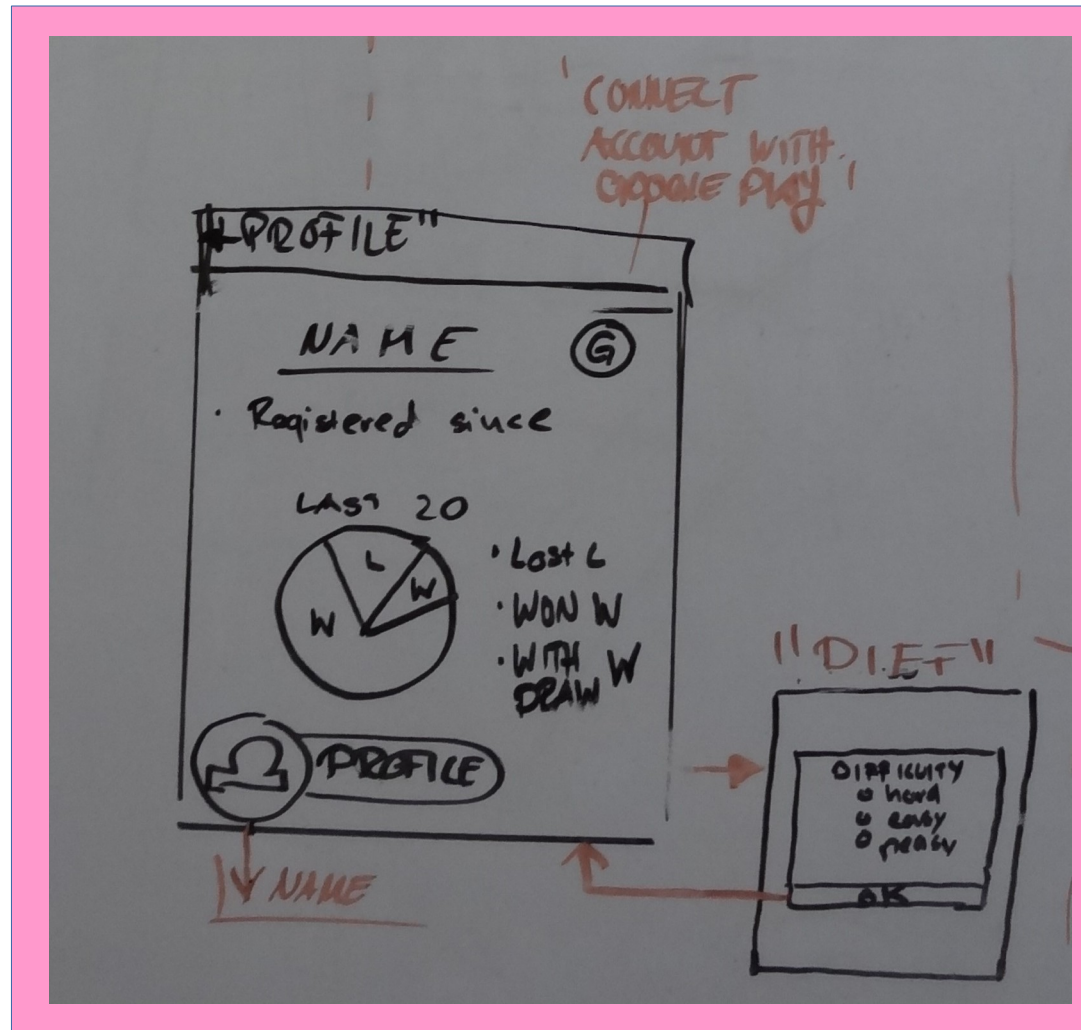 'CONNECT
ACCOUNT WITH
GOOGLE PLAY'
"PROFILE"
NAME
G
· Registered since
LAST 20
L
W
W
· Lost L
· WON W
· WITH W
DRAW
PROFILE
NAME
"DIFF"
DIFFICULTY
o hard
o easy
o peasy
OK